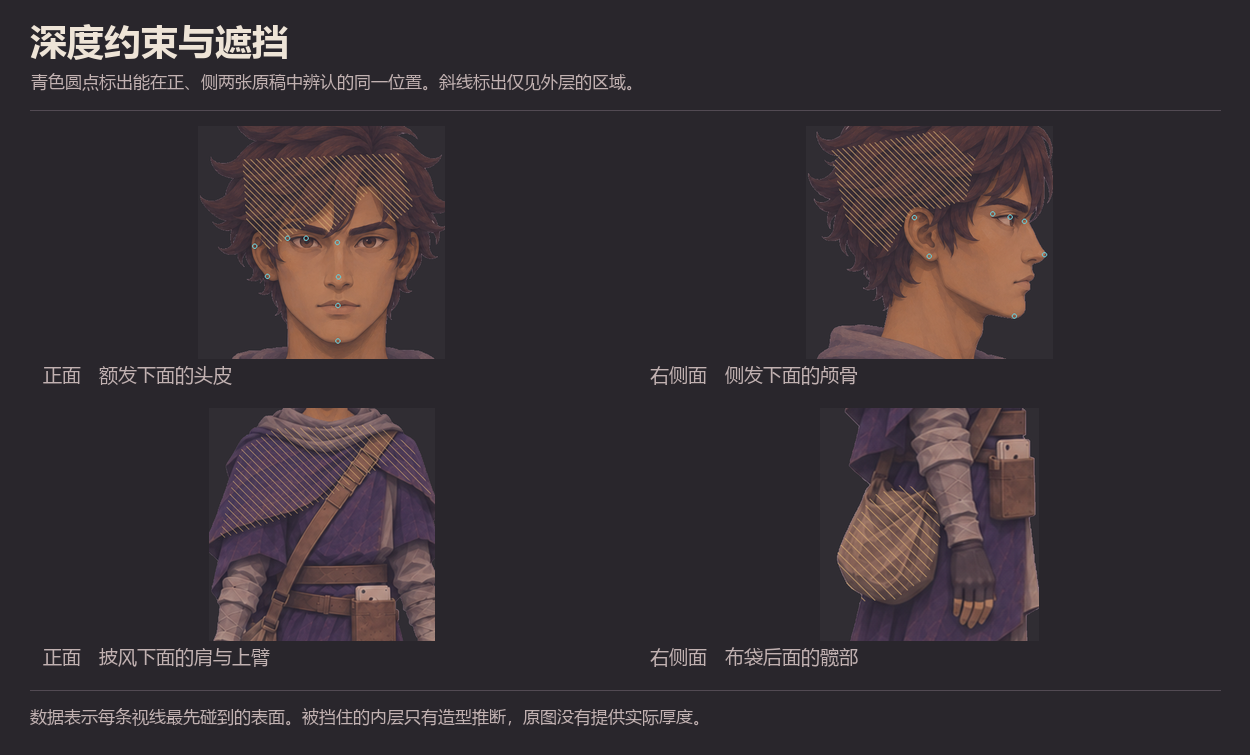 深度约束与遮挡
青色圆点标出能在正、侧两张原稿中辨认的同一位置。斜线标出仅见外层的区域。
正面 额发下面的头皮
右侧面 侧发下面的颅骨
正面 披风下面的肩与上臂
右侧面 布袋后面的髋部
数据表示每条视线最先碰到的表面。被挡住的内层只有造型推断，原图没有提供实际厚度。